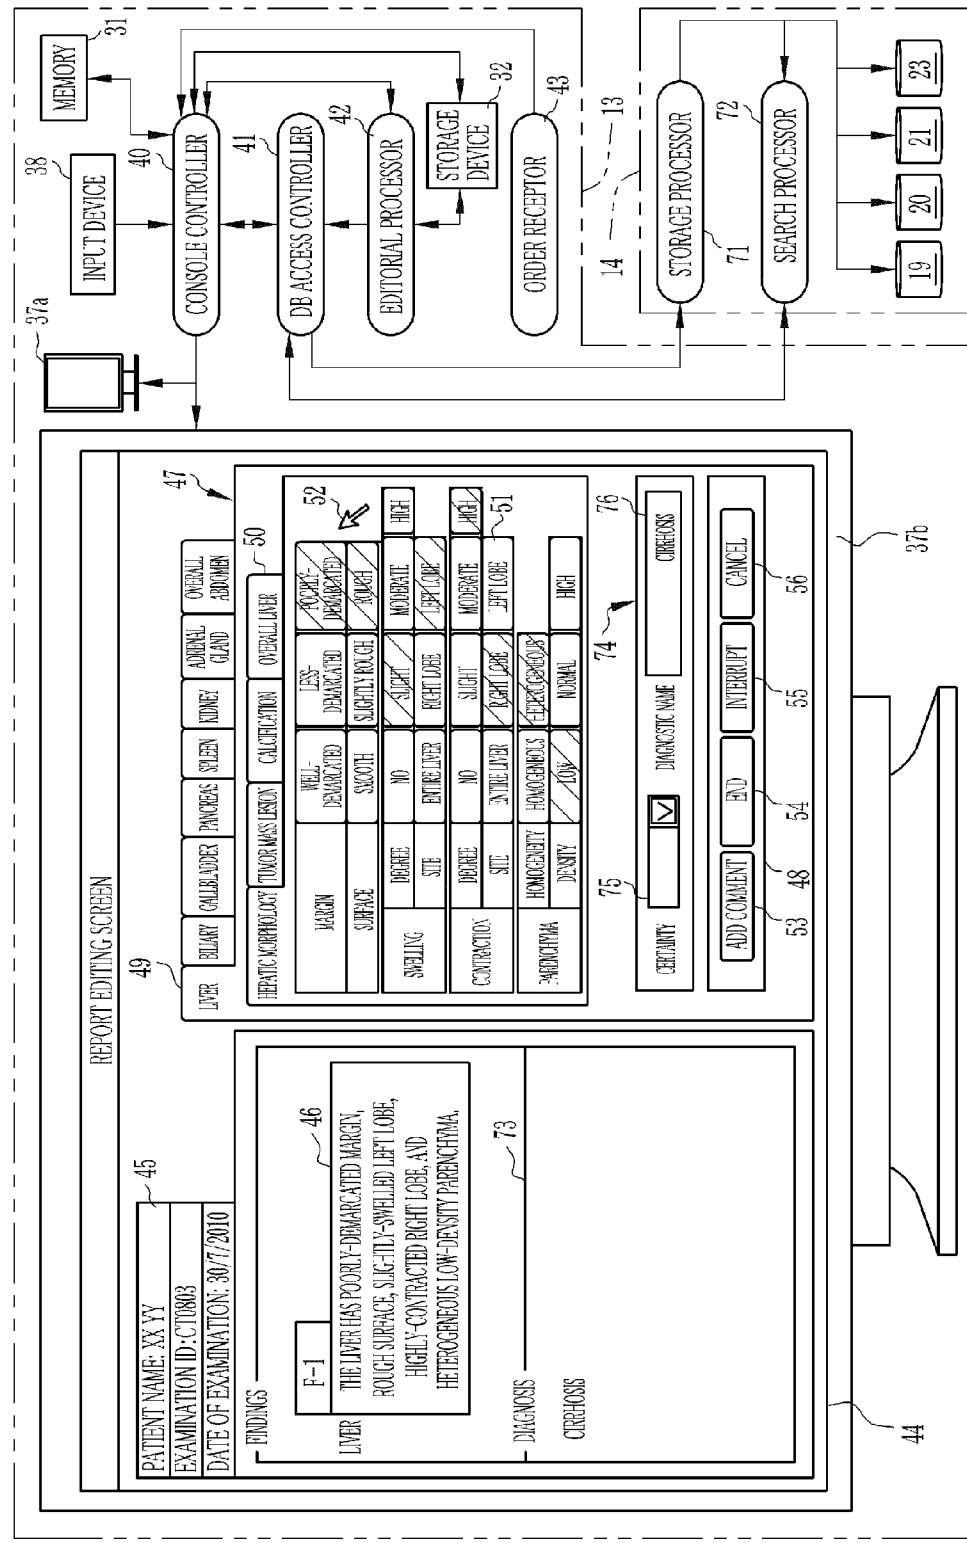 MEMORY
31
INPUT DEVICE
38
37a
CONSOLE CONTROLLER
40
DB ACCESS CONTROLLER
41
EDITORIAL PROCESSOR
42
STORAGE
DEVICE
32
ORDER RECEPTOR
43
13
14
STORAGE PROCESSOR
71
SEARCH PROCESSOR
72
19
20
21
23
REPORT EDITING SCREEN
PATIENT NAME: XX YY
EXAMINATION ID:CT0803
DATE OF EXAMINATION: 30/7/2010
45
FINDINGS
F-1
46
LIVER
THE LIVER HAS POORLY-DEMARCATED MARGIN,
ROUGH SURFACE, SLIGHTLY-SWELLED LEFT LOBE,
HIGHLY-CONTRACTED RIGHT LOBE, AND
HETEROGENEOUS LOW-DENSITY PARENCHYMA.
73
DIAGNOSIS
CIRRHOSIS
44
49
47
LIVER
BILIARY
GALLBLADDER
PANCREAS
SPLEEN
KIDNEY
ADRENAL
GLAND
OVERALL
ABDOMEN
HEPATIC MORPHOLOGY
TUMOR MASS LESION
CALCIFICATION
OVERALL LIVER
50
MARGIN
WELL-
DEMARCATED
LESS-
DEMARCATED
POORLY-
DEMARCATED
52
SURFACE
SMOOTH
SLIGHTLY ROUGH
ROUGH
SWELLING
DEGREE
NO
SLIGHT
MODERATE
HIGH
SITE
ENTIRE LIVER
RIGHT LOBE
LEFT LOBE
CONTRACTION
DEGREE
NO
SLIGHT
MODERATE
HIGH
SITE
ENTIRE LIVER
RIGHT LOBE
LEFT LOBE
51
PARENCHYMA
HOMOGENEITY
HOMOGENEOUS
HETEROGENEOUS
DENSITY
LOW
NORMAL
HIGH
74
75
76
CERTAINTY
DIAGNOSTIC NAME
CIRRHOSIS
ADD COMMENT
END
INTERRUPT
CANCEL
53
48
54
55
56
37b